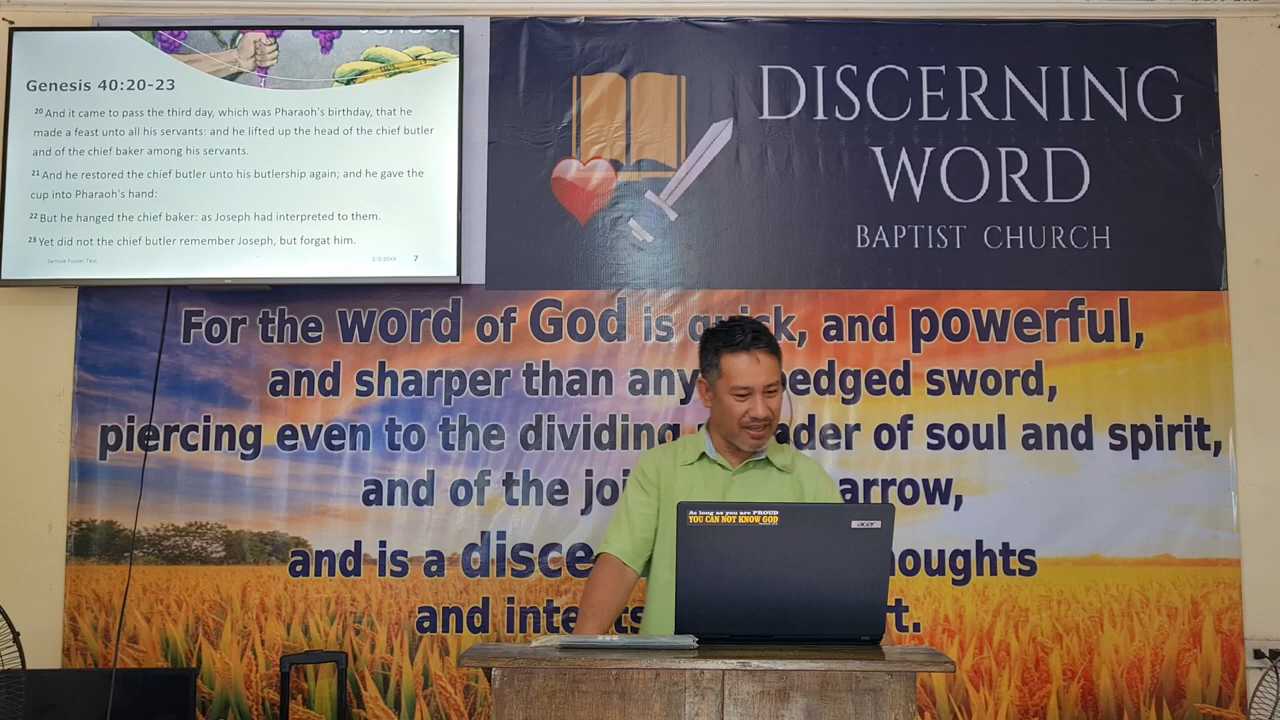 Genesis 40:20-23
20 And it came to pass the third day, which was Pharaoh's birthday, that he
made a feast unto all his servants: and he lifted up the head of the chief butler
and of the chief baker among his servants.
21 And he restored the chief butler unto his butlership again; and he gave the
cup into Pharaoh's hand:
22 But he hanged the chief baker: as Joseph had interpreted to them.
23 Yet did not the chief butler remember Joseph, but forgat him.
Sample Footer Text 2/3/20XX 7
DISCERNING
WORD
BAPTIST CHURCH
For the word of God is quick, and powerful,
and sharper than any edged sword,
piercing even to the dividing of soul and spirit,
and of the
and is a
and
As long as you are PROUD
YOU CAN NOT KNOW GOD
acer